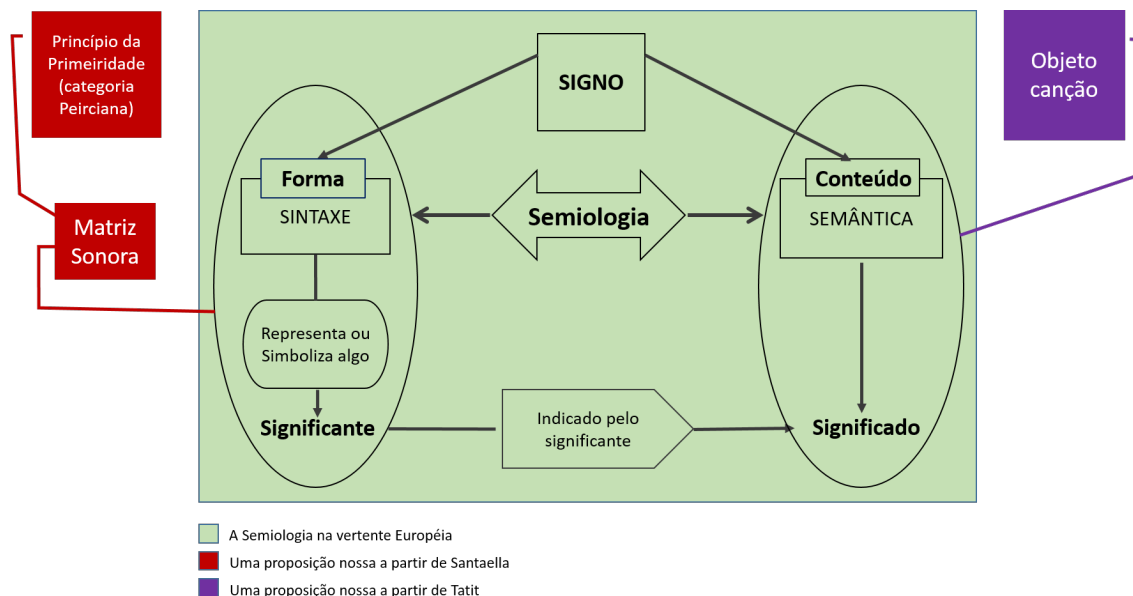 Princípio da
Primeiridade
(categoria
Peirciana)
SIGNO
Objeto
canção
Forma
SINTAXE
Semiologia
Conteúdo
SEMÂNTICA
Matriz
Sonora
Representa ou
Simboliza algo
Significante
Indicado pelo
significante
Significado
A Semiologia na vertente Européia
Uma proposição nossa a partir de Santaella
Uma proposição nossa a partir de Tatit